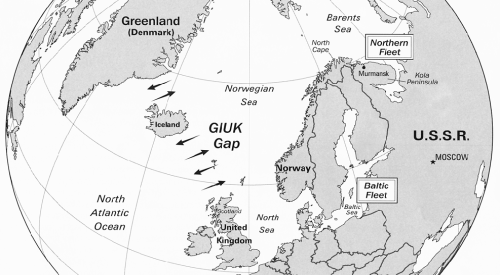 Greenland
(Denmark)
Barents
Sea
North
Cape
Northern
Fleet
Murmansk
Kola
Peninsula
Norwegian
Sea
Iceland
GIUK
Gap
U.S.S.R.
MOSCOW
Norway
Baltic
Fleet
North
Atlantic
Ocean
Scotland
North
Sea
Baltic
Sea
United
Kingdom